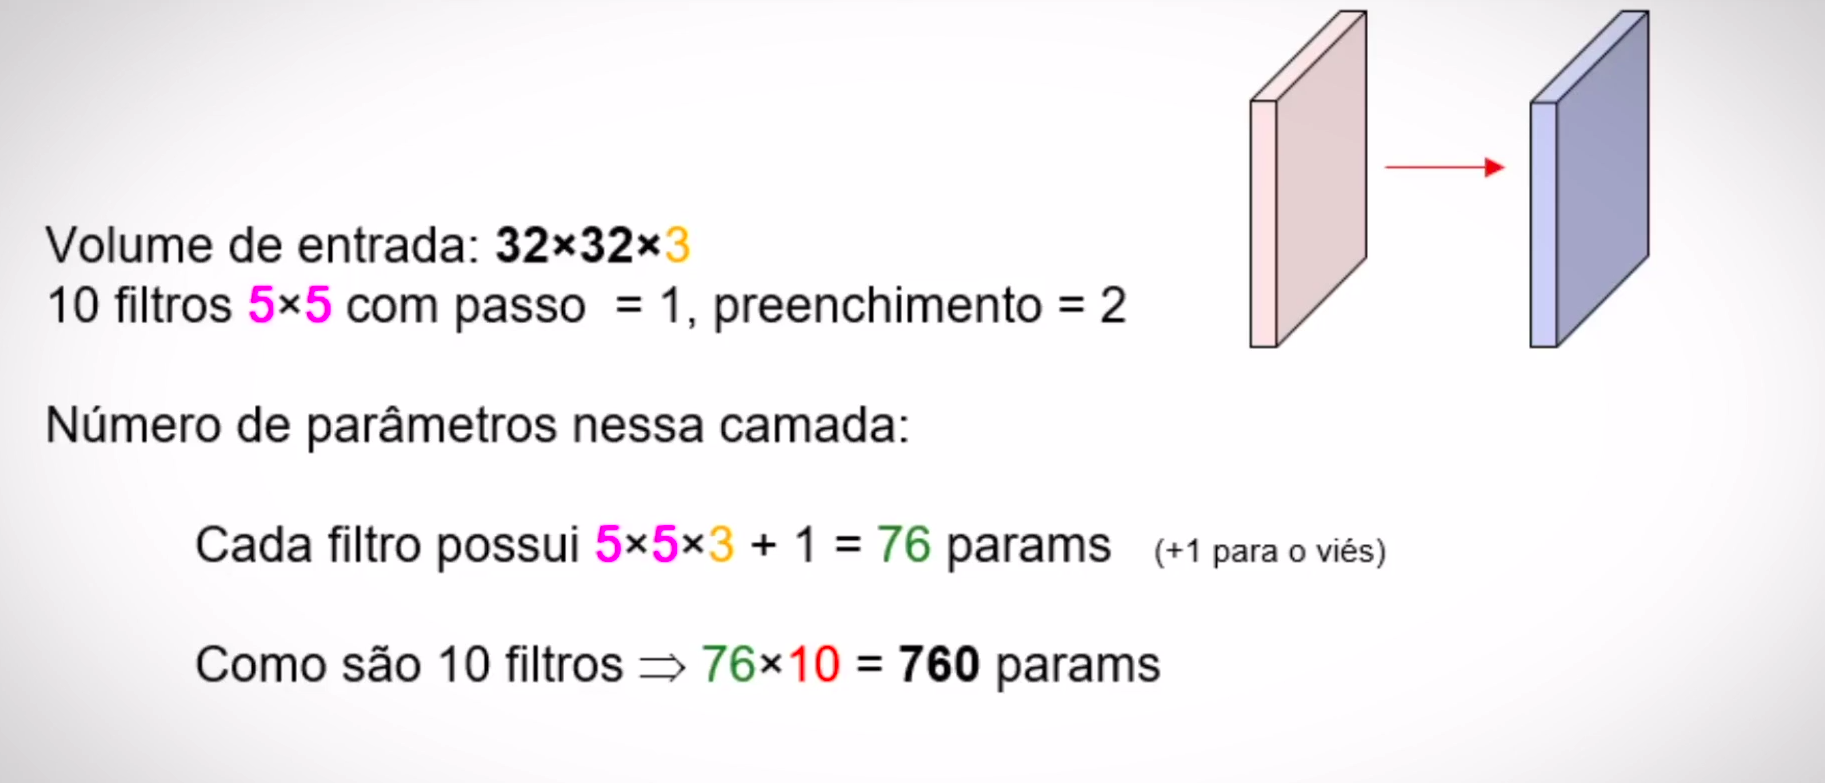 Volume de entrada: 32×32×3
10 filtros 5×5 com passo = 1, preenchimento = 2
Número de parâmetros nessa camada:
Cada filtro possui 5×5×3 + 1 = 76 params (+1 para o viés)
Como são 10 filtros ⇒ 76×10 = 760 params